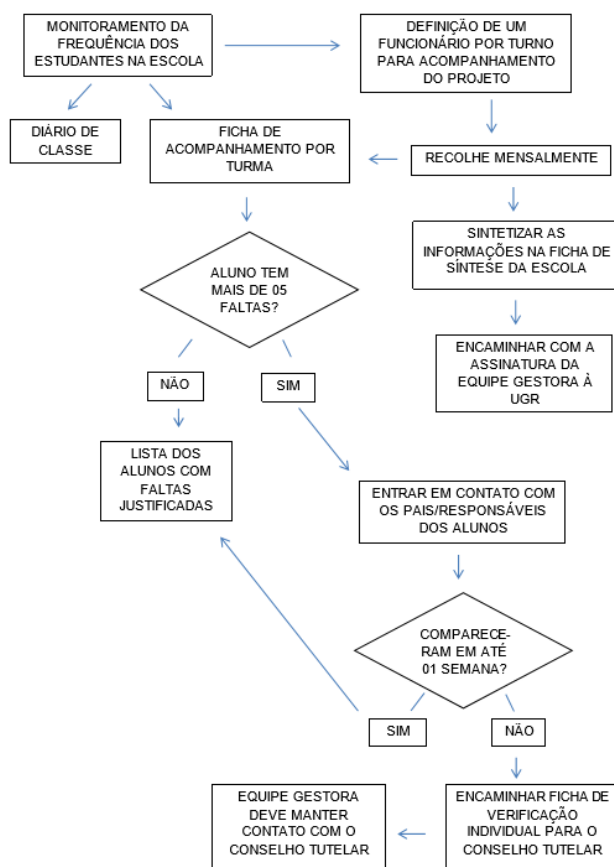 MONITORAMENTO DA
FREQUÊNCIA DOS
ESTUDANTES NA ESCOLA
DEFINIÇÃO DE UM
FUNCIONÁRIO POR TURNO
PARA ACOMPANHAMENTO
DO PROJETO
DIÁRIO DE
CLASSE
FICHA DE
ACOMPANHAMENTO POR
TURMA
RECOLHE MENSALMENTE
SINTETIZAR AS
INFORMAÇÕES NA FICHA DE
SÍNTESE DA ESCOLA
ALUNO TEM
MAIS DE 05
FALTAS?
ENCAMINHAR COM A
ASSINATURA DA
EQUIPE GESTORA À
UGR
NÃO
SIM
LISTA DOS
ALUNOS COM
FALTAS
JUSTIFICADAS
ENTRAR EM CONTATO COM
OS PAIS/RESPONSÁVEIS
DOS ALUNOS
COMPARECE-
RAM EM ATÉ
01 SEMANA?
SIM
NÃO
EQUIPE GESTORA
DEVE MANTER
CONTATO COM O
CONSELHO TUTELAR
ENCAMINHAR FICHA DE
VERIFICAÇÃO
INDIVIDUAL PARA O
CONSELHO TUTELAR